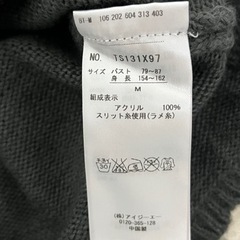 BT-M 106 202 604 313 403
NO. TS131X97
サイズ バスト 79~87
身長 154~162
M
組成表示
アクリル 100%
スリット糸使用(ラメ糸)
(株)アイジーエー
0120-365-128
中国製